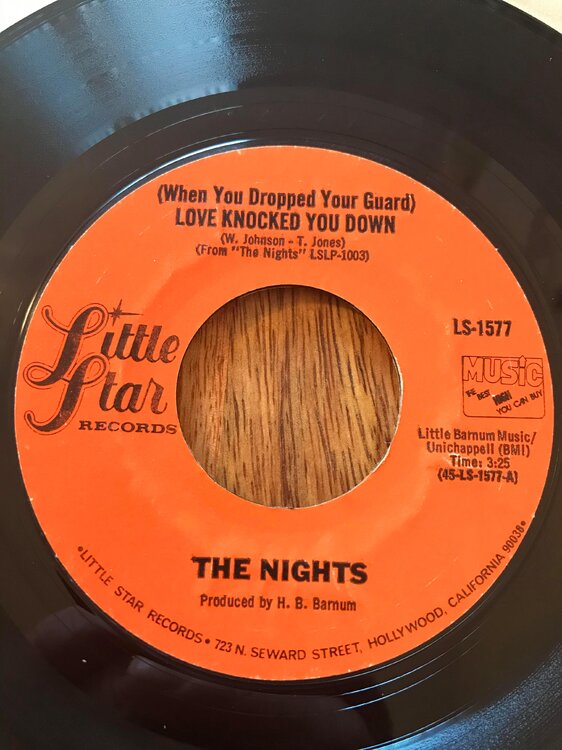 (When You Dropped Your Guard)
LOVE KNOCKED YOU DOWN
(W. Johnson - T. Jones)
(From "The Nights" LSLP-1003)
Little
Star
RECORDS
LS-1577
MUSIC
THE BEST HIGH
YOU CAN BUY
Little Barnum Music/
Unichappell (BMI)
Time: 3:25
(45-LS-1577-A)
THE NIGHTS
Produced by H. B. Barnum
•LITTLE STAR RECORDS• 723 N. SEWARD STREET, HOLLYWOOD, CALIFORNIA 90038•